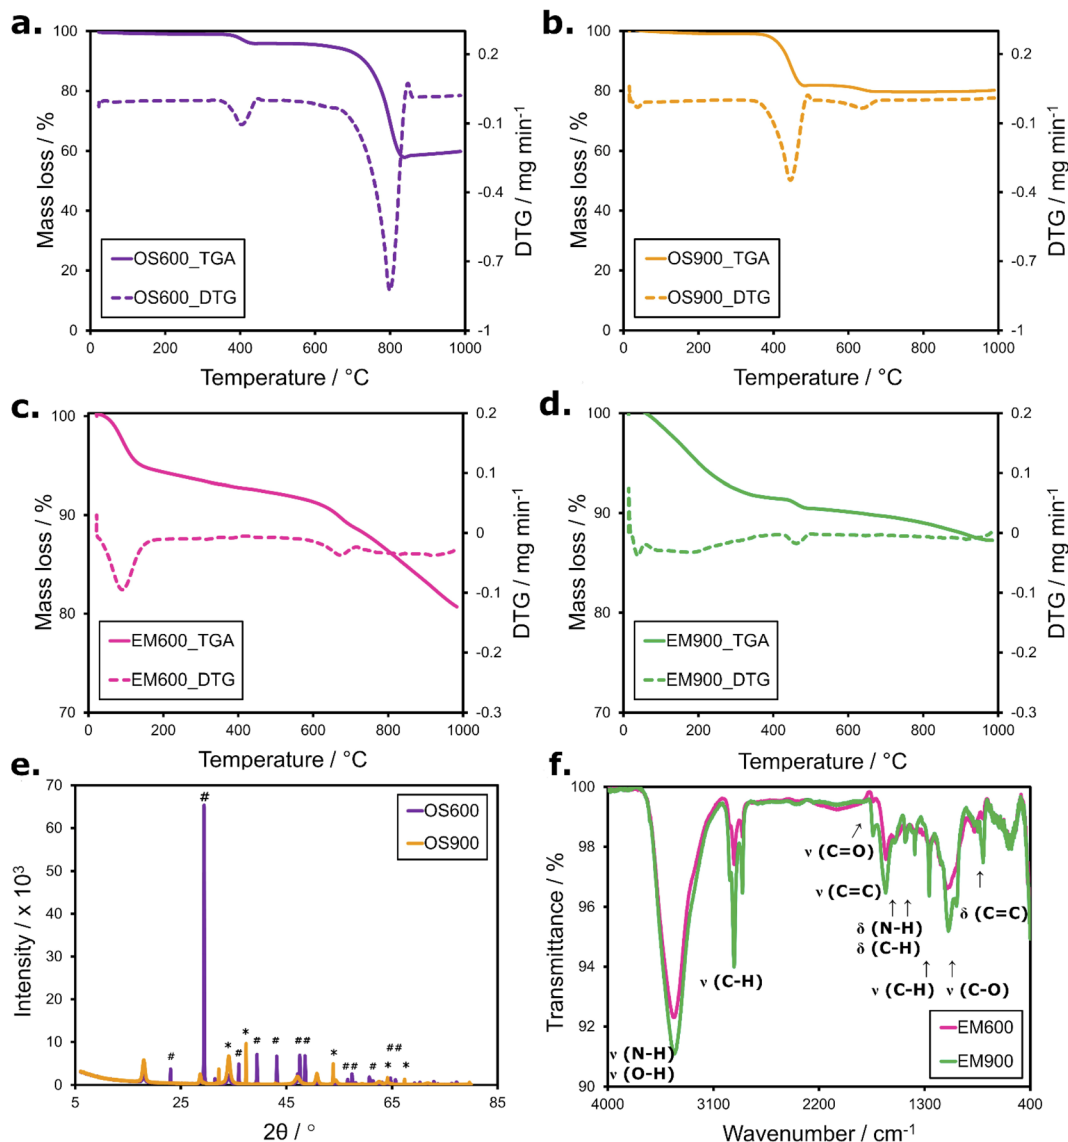 a.
100
80
60
40
20
0
Mass loss / %
0.2
-0.1
-0.4
-0.7
-1
DTG / mg min⁻¹
OS600_TGA
OS600_DTG
0 200 400 600 800 1000
Temperature / °C
b.
100
80
60
40
20
0
Mass loss / %
0.2
-0.1
-0.4
-0.7
-1
DTG / mg min⁻¹
OS900_TGA
OS900_DTG
0 200 400 600 800 1000
Temperature / °C
c.
100
90
80
70
Mass loss / %
0.2
0.1
0
-0.1
-0.2
-0.3
DTG / mg min⁻¹
EM600_TGA
EM600_DTG
0 200 400 600 800 1000
Temperature / °C
d.
100
90
80
70
Mass loss / %
0.2
0.1
0
-0.1
-0.2
-0.3
DTG / mg min⁻¹
EM900_TGA
EM900_DTG
0 200 400 600 800 1000
Temperature / °C
e.
70
60
50
40
30
20
10
0
Intensity / x 10³
OS600
OS900
#
# * # * # # ## * ## # * ## *
5 25 45 65 85
2θ / °
f.
100
98
96
94
92
90
Transmittance / %
ν (C=O)
ν (C=C)
δ (N-H)
δ (C-H)
δ (C=C)
ν (C-H)
ν (C-H)
ν (C-O)
ν (N-H)
ν (O-H)
EM600
EM900
4000 3100 2200 1300 400
Wavenumber / cm⁻¹